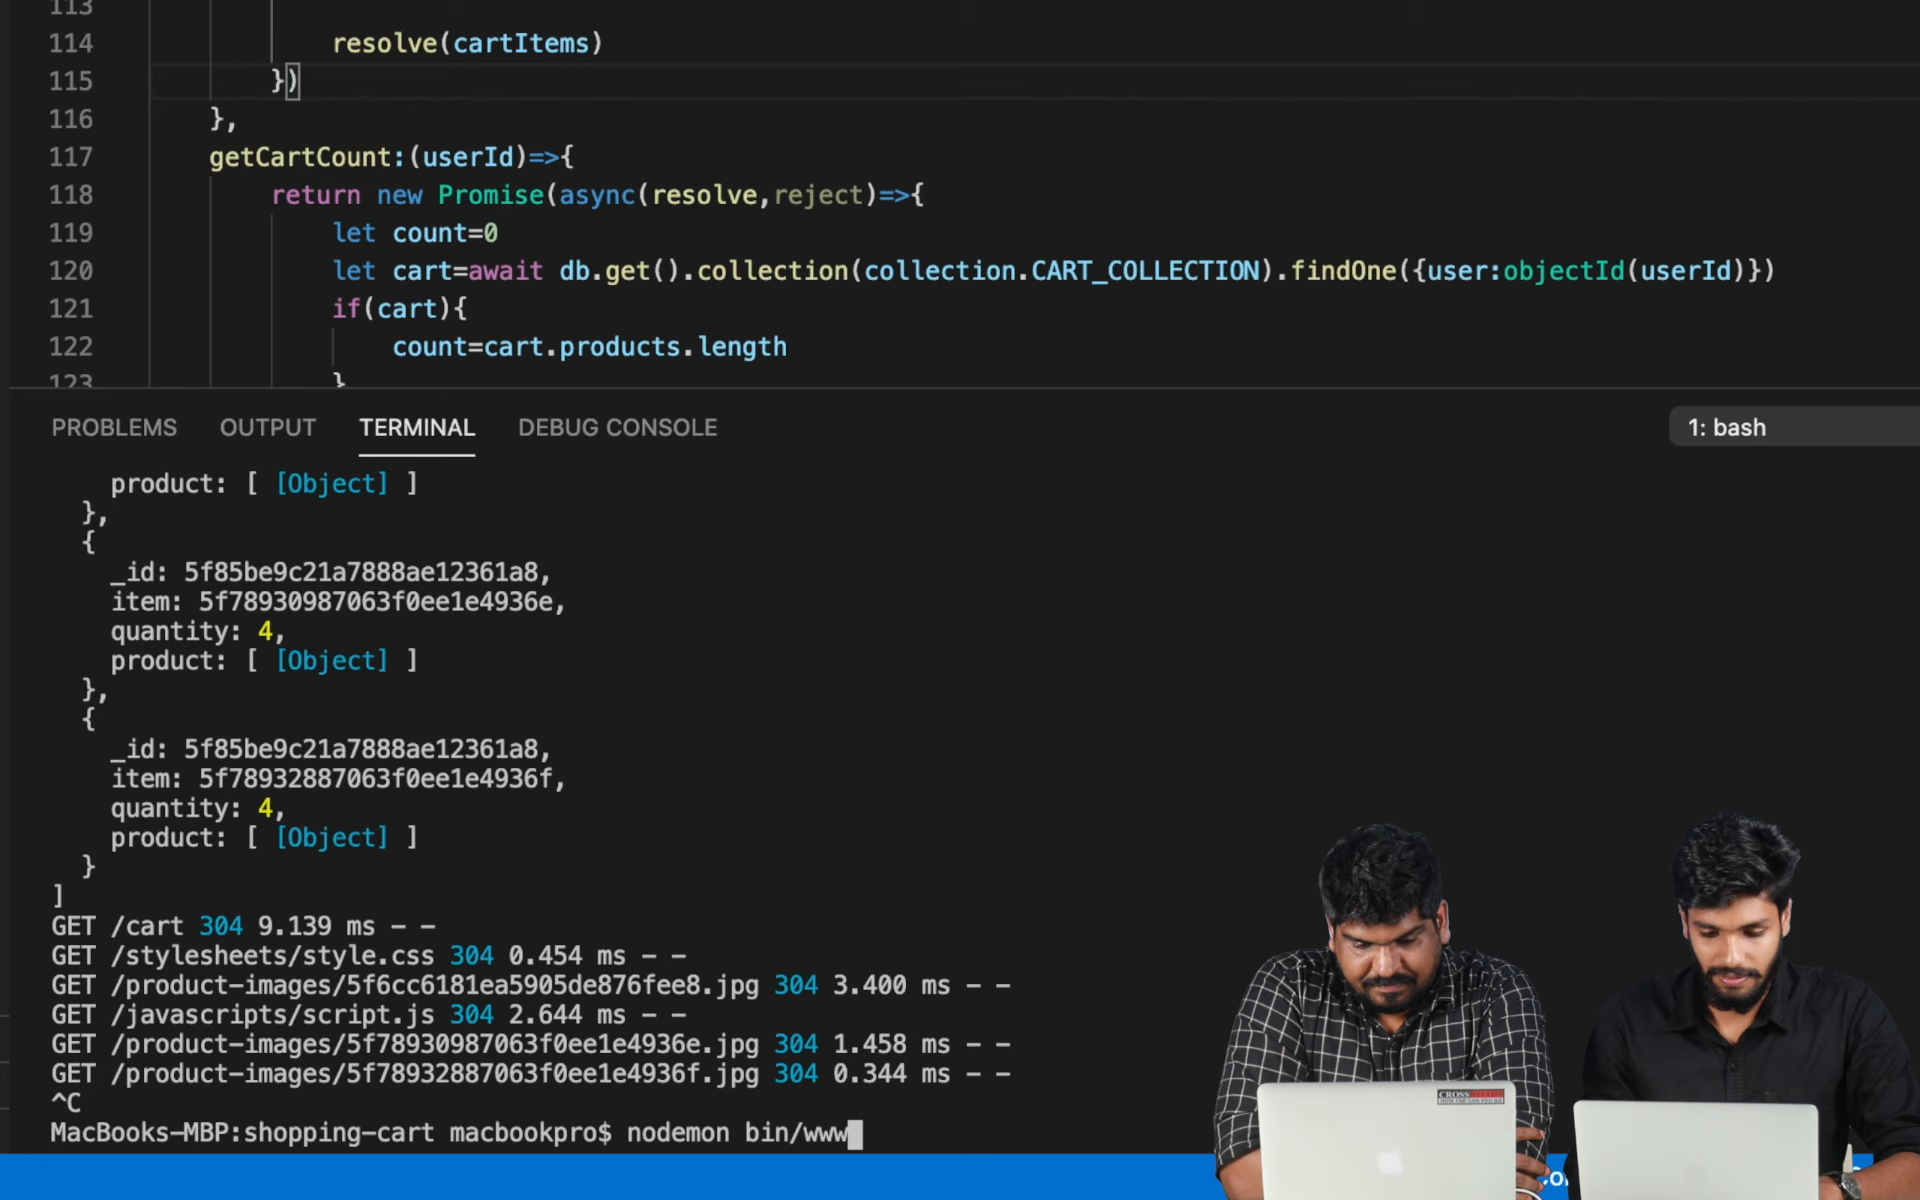 113
114 resolve(cartItems)
115 })
116 },
117 getCartCount:(userId)=>{
118 return new Promise(async(resolve,reject)=>{
119 let count=0
120 let cart=await db.get().collection(collection.CART_COLLECTION).findOne({user:objectId(userId)})
121 if(cart){
122 count=cart.products.length
123 }
PROBLEMS OUTPUT TERMINAL DEBUG CONSOLE 1: bash
product: [ [Object] ]
},
{
_id: 5f85be9c21a7888ae12361a8,
item: 5f78930987063f0ee1e4936e,
quantity: 4,
product: [ [Object] ]
},
{
_id: 5f85be9c21a7888ae12361a8,
item: 5f78932887063f0ee1e4936f,
quantity: 4,
product: [ [Object] ]
}
]
GET /cart 304 9.139 ms - -
GET /stylesheets/style.css 304 0.454 ms - -
GET /product-images/5f6cc6181ea5905de876fee8.jpg 304 3.400 ms - -
GET /javascripts/script.js 304 2.644 ms - -
GET /product-images/5f78930987063f0ee1e4936e.jpg 304 1.458 ms - -
GET /product-images/5f78932887063f0ee1e4936f.jpg 304 0.344 ms - -
^C
MacBooks-MBP:shopping-cart macbookpro$ nodemon bin/www
CROSSROADS